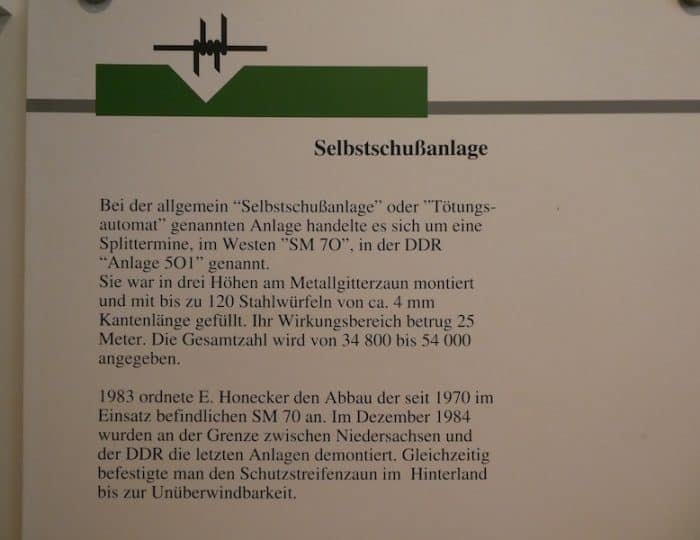 Selbstschußanlage
Bei der allgemein “Selbstschußanlage” oder ”Tötungs-
automat” genannten Anlage handelte es sich um eine
Splittermine, im Westen ”SM 7O”, in der DDR
“Anlage 5O1” genannt.
Sie war in drei Höhen am Metallgitterzaun montiert
und mit bis zu 120 Stahlwürfeln von ca. 4 mm
Kantenlänge gefüllt. Ihr Wirkungsbereich betrug 25
Meter. Die Gesamtzahl wird von 34 800 bis 54 000
angegeben.
1983 ordnete E. Honecker den Abbau der seit 1970 im
Einsatz befindlichen SM 70 an. Im Dezember 1984
wurden an der Grenze zwischen Niedersachsen und
der DDR die letzten Anlagen demontiert. Gleichzeitig
befestigte man den Schutzstreifenzaun im Hinterland
bis zur Unüberwindbarkeit.